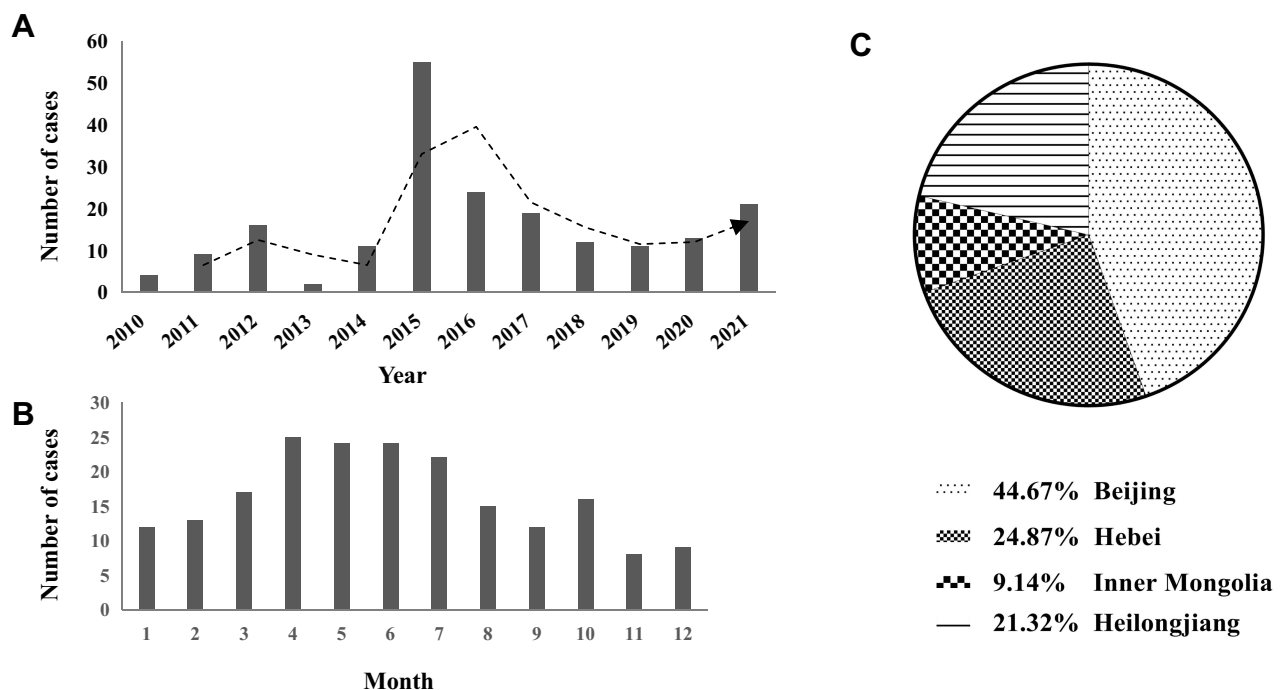 A
Number of cases
60
50
40
30
20
10
0
2010 2011 2012 2013 2014 2015 2016 2017 2018 2019 2020 2021
Year
B
Number of cases
30
25
20
15
10
5
0
1 2 3 4 5 6 7 8 9 10 11 12
Month
C
44.67% Beijing
24.87% Hebei
9.14% Inner Mongolia
21.32% Heilongjiang